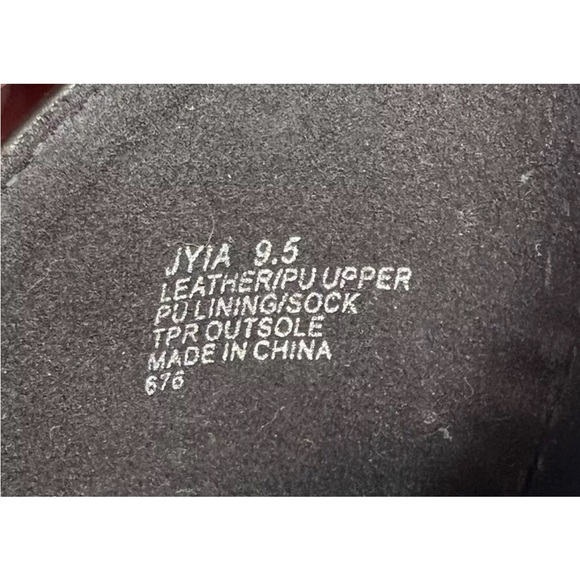 JYIA 9.5
LEATHER/PU UPPER
PU LINING/SOCK
TPR OUTSOLE
MADE IN CHINA
676